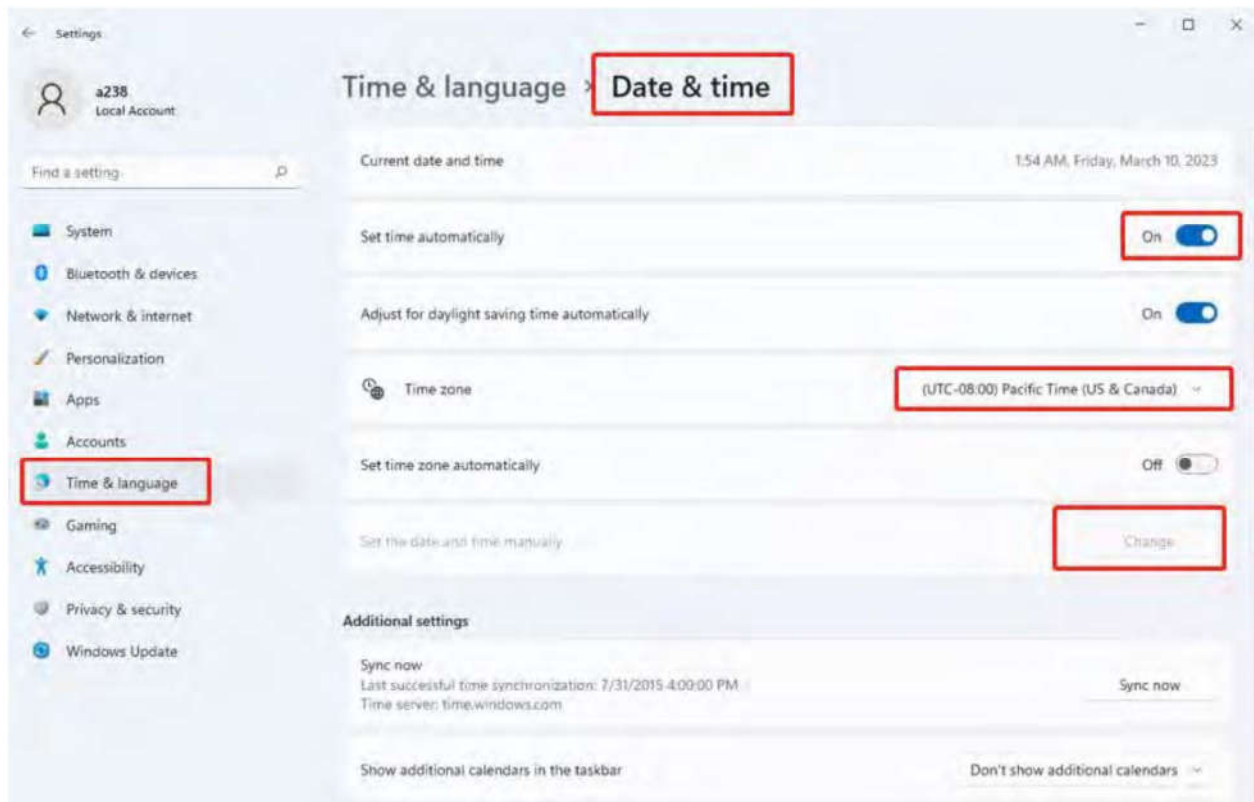 Settings
a238
Local Account
Find a setting
System
Bluetooth & devices
Network & internet
Personalization
Apps
Accounts
Time & language
Gaming
Accessibility
Privacy & security
Windows Update
Time & language › Date & time
Current date and time 1:54 AM, Friday, March 10, 2023
Set time automatically On
Adjust for daylight saving time automatically On
Time zone (UTC-08:00) Pacific Time (US & Canada)
Set time zone automatically Off
Set the date and time manually Change
Additional settings
Sync now
Last successful time synchronization: 7/31/2015 4:00:00 PM
Time server: time.windows.com
Sync now
Show additional calendars in the taskbar Don't show additional calendars